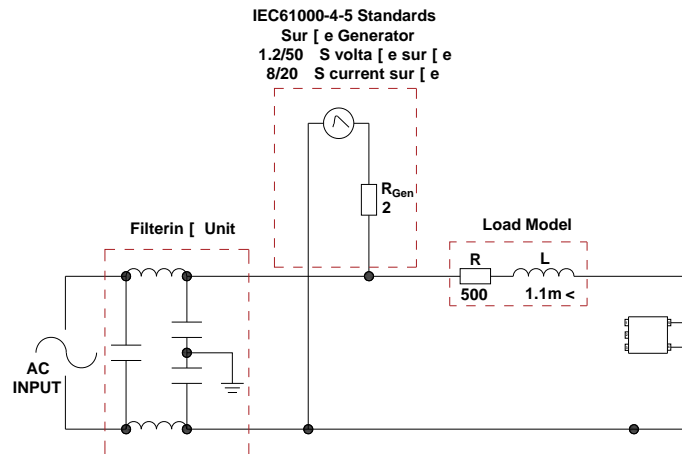 IEC61000-4-5 Standards
Sur [ e Generator
1.2/50 S volta [ e sur [ e
8/20 S current sur [ e
RGen
2
Load Model
Filterin [ Unit
R
L
500
1.1m <
AC
INPUT